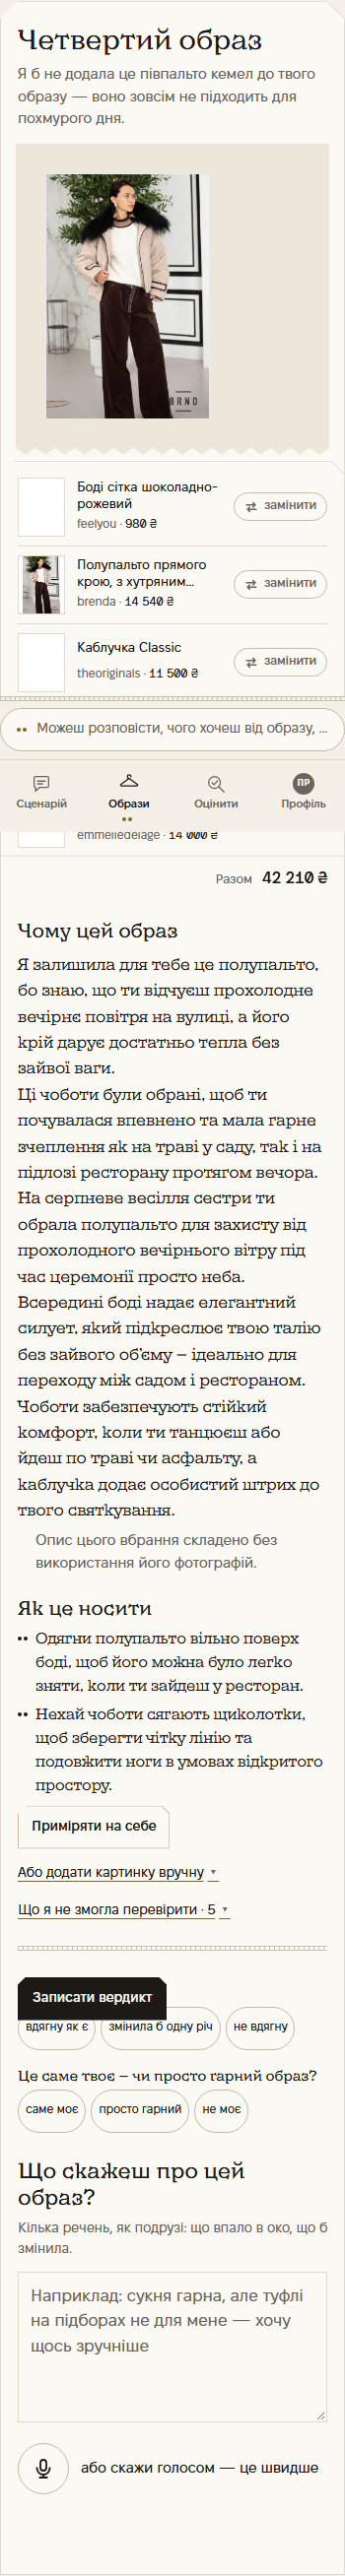 Четвертий образ
Я б не додала це півпальто кемел до твого
образу — воно зовсім не підходить для
похмурого дня.
BRND
Боді сітка шоколадно-
рожевий
feelyou · 980 ₴
замінити
Полупальто прямого
крою, з хутряним...
brenda · 14 540 ₴
замінити
Каблучка Classic
theoriginals · 11 500 ₴
замінити
Можеш розповісти, чого хочеш від образу, ...
Сценарій
Образи
Оцінити
ПР
Профіль
emmeliedelage · 14 000 ₴
Разом 42 210 ₴
Чому цей образ
Я залишила для тебе це полупальто,
бо знаю, що ти відчуєш прохолодне
вечірнє повітря на вулиці, а його
крій дарує достатньо тепла без
зайвої ваги.
Ці чоботи були обрані, щоб ти
почувалася впевнено та мала гарне
зчеплення як на траві у саду, так і на
підлозі ресторану протягом вечора.
На серпневе весілля сестри ти
обрала полупальто для захисту від
прохолодного вечірнього вітру під
час церемонії просто неба.
Всередині боді надає елегантний
силует, який підкреслює твою талію
без зайвого об'єму – ідеально для
переходу між садом і рестораном.
Чоботи забезпечують стійкий
комфорт, коли ти танцюєш або
йдеш по траві чи асфальту, а
каблучка додає особистий штрих до
твого святкування.
Опис цього вбрання складено без
використання його фотографій.
Як це носити
Одягни полупальто вільно поверх
боді, щоб його можна було легко
зняти, коли ти зайдеш у ресторан.
Нехай чоботи сягають щиколотки,
щоб зберегти чітку лінію та
подовжити ноги в умовах відкритого
простору.
Приміряти на себе
Або додати картинку вручну
Що я не змогла перевірити · 5
Записати вердикт
вдягну як є
змінила б одну річ
не вдягну
Це саме твоє – чи просто гарний образ?
саме моє
просто гарний
не моє
Що скажеш про цей
образ?
Кілька речень, як подрузі: що впало в око, що б
змінила.
Наприклад: сукня гарна, але туфлі
на підборах не для мене — хочу
щось зручніше
або скажи голосом — це швидше